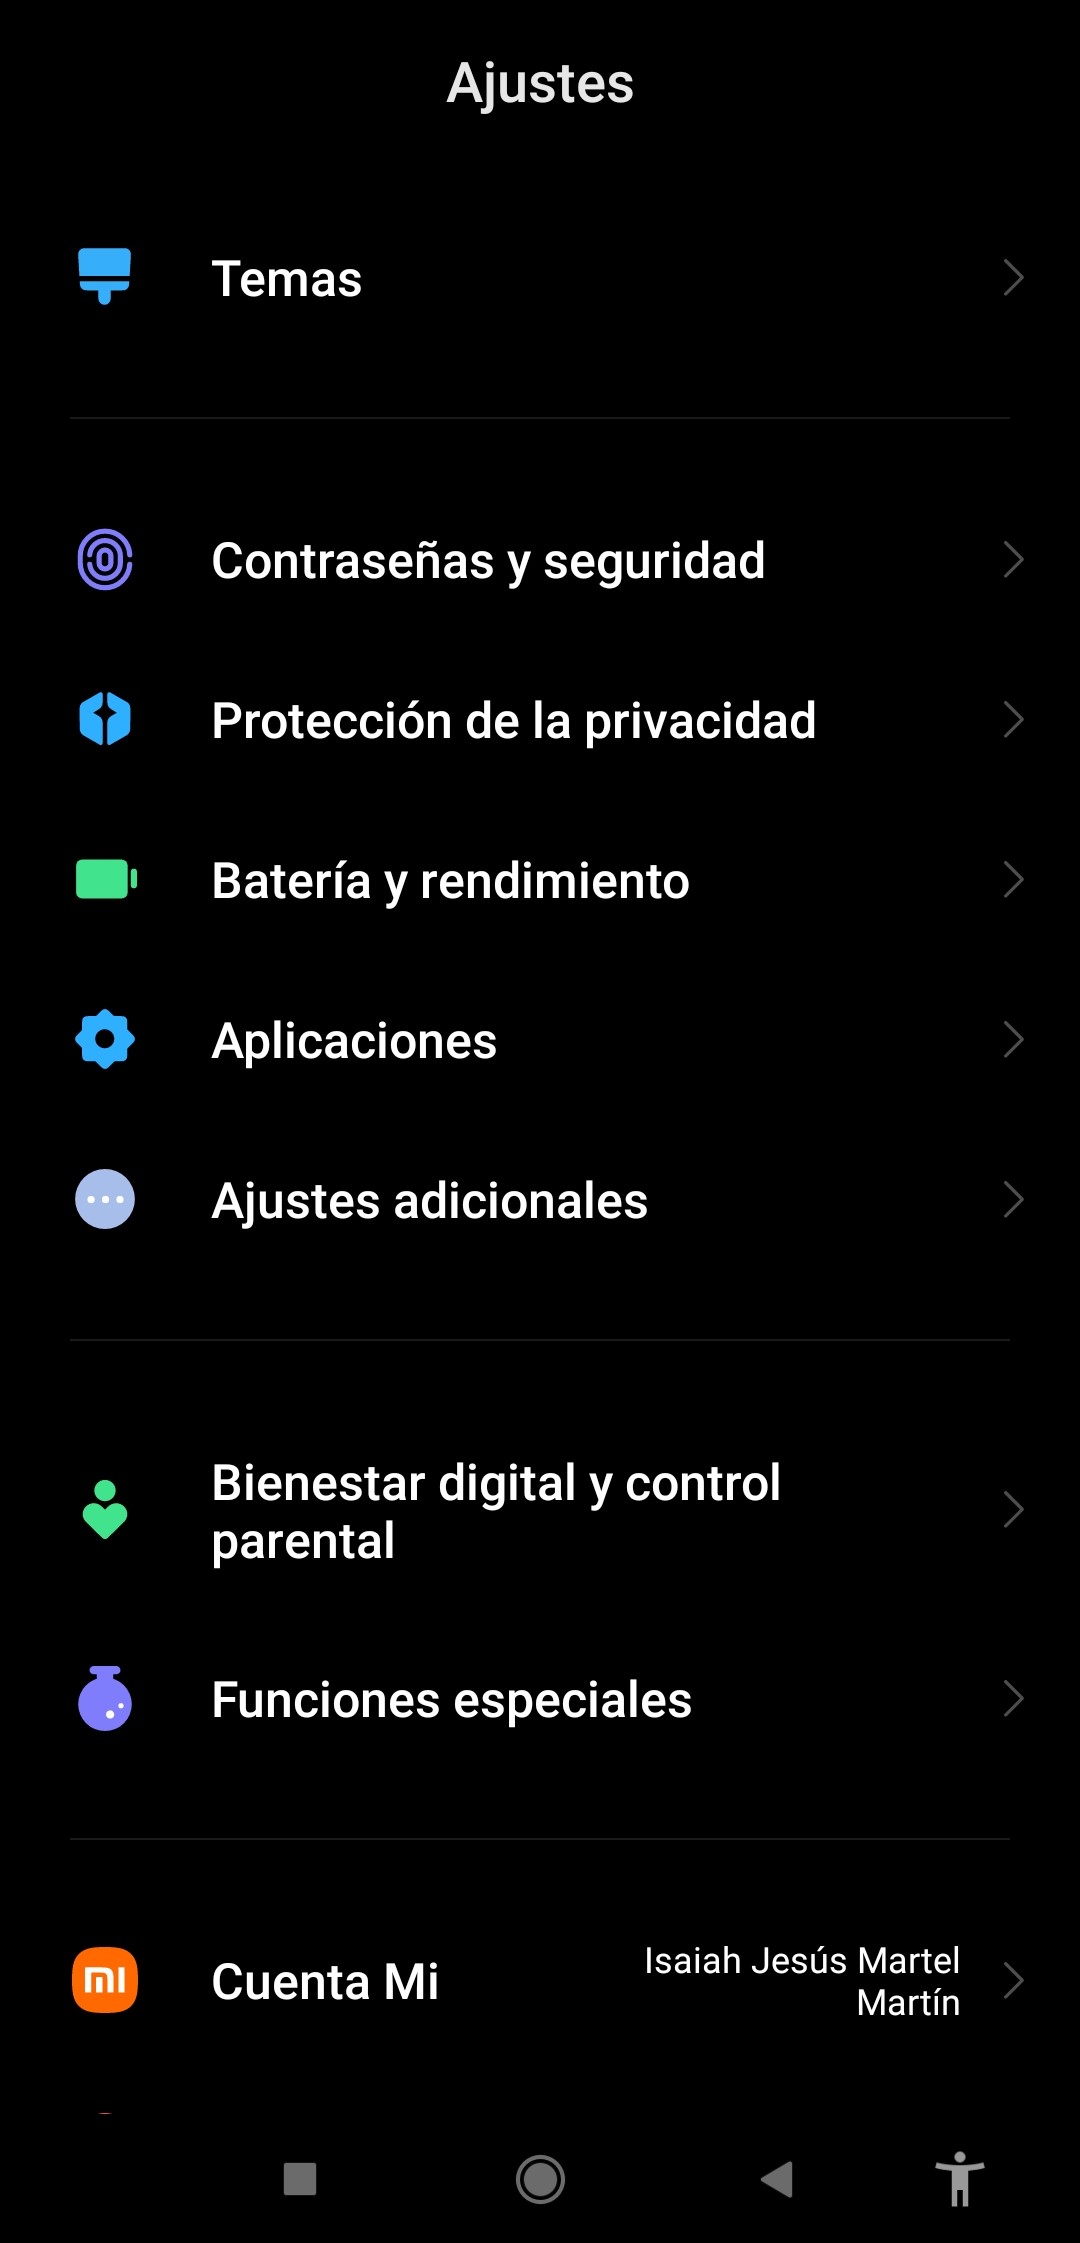 Ajustes
Temas
Contraseñas y seguridad
Protección de la privacidad
Batería y rendimiento
Aplicaciones
Ajustes adicionales
Bienestar digital y control
parental
Funciones especiales
Cuenta Mi
Isaiah Jesús Martel
Martín